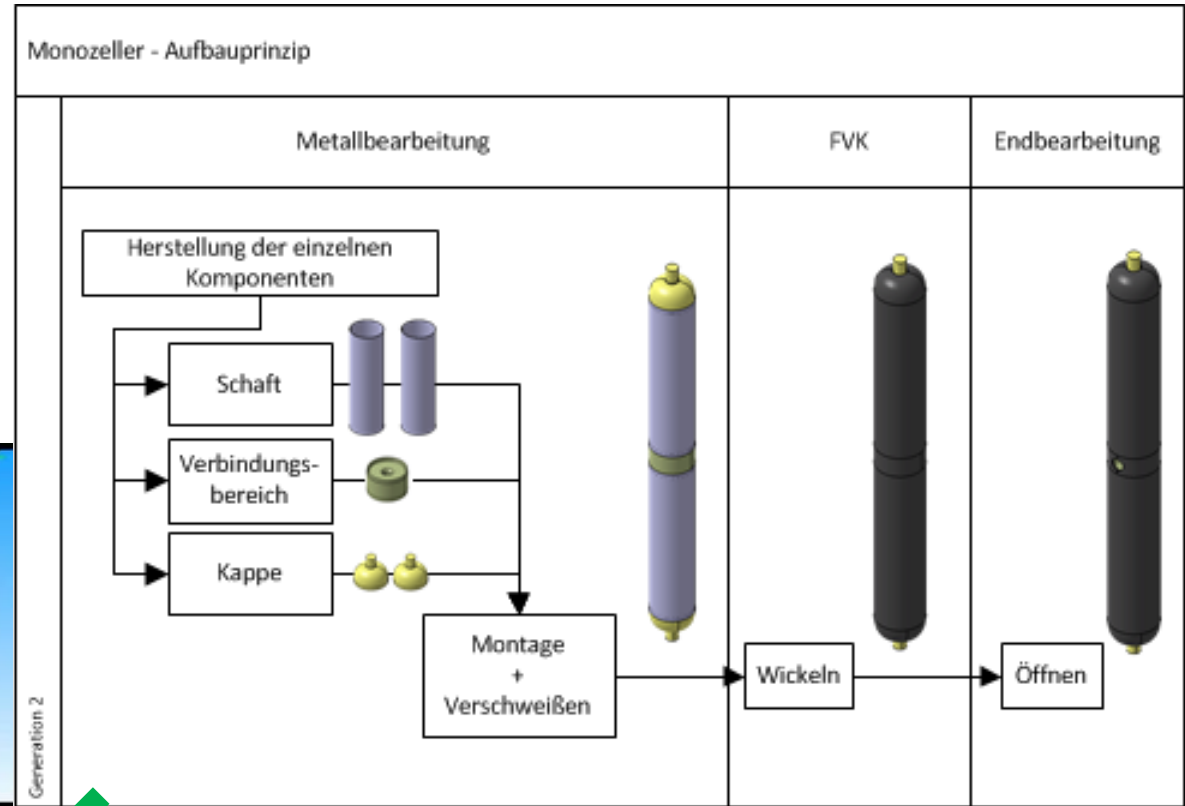 Monozeller - Aufbauprinzip
Metallbearbeitung
FVK
Endbearbeitung
Herstellung der einzelnen
Komponenten
Schaft
Verbindungs-
bereich
Kappe
Montage
+
Verschweißen
Wickeln
Öffnen
Generation 2